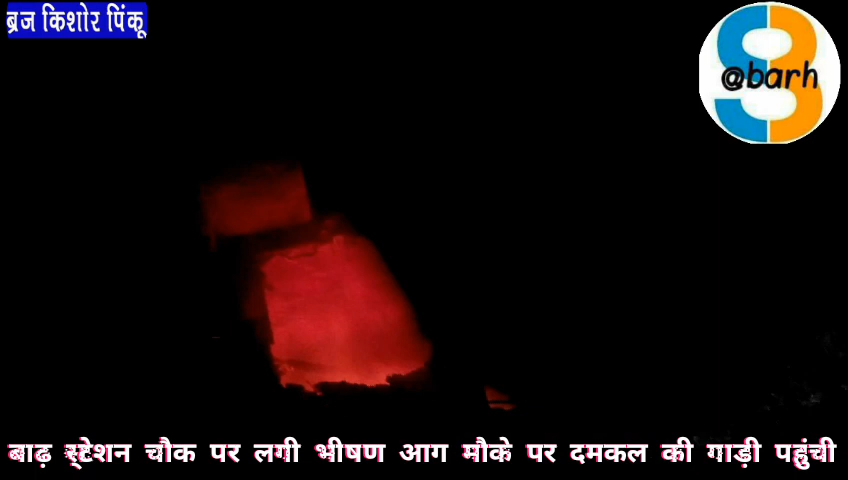 ब्रज किशोर पिंकू
@barh
बाढ़ स्टेशन चौक पर लगी भीषण आग मौके पर दमकल की गाड़ी पहुंची